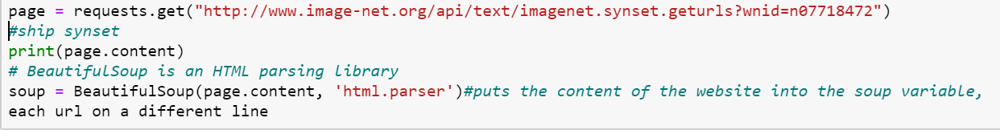 page = requests.get("http://www.image-net.org/api/text/imagenet.synset.geturls?wnid=n07718472")
#ship synset
print(page.content)
# BeautifulSoup is an HTML parsing library
soup = BeautifulSoup(page.content, 'html.parser')#puts the content of the website into the soup variable,
each url on a different line